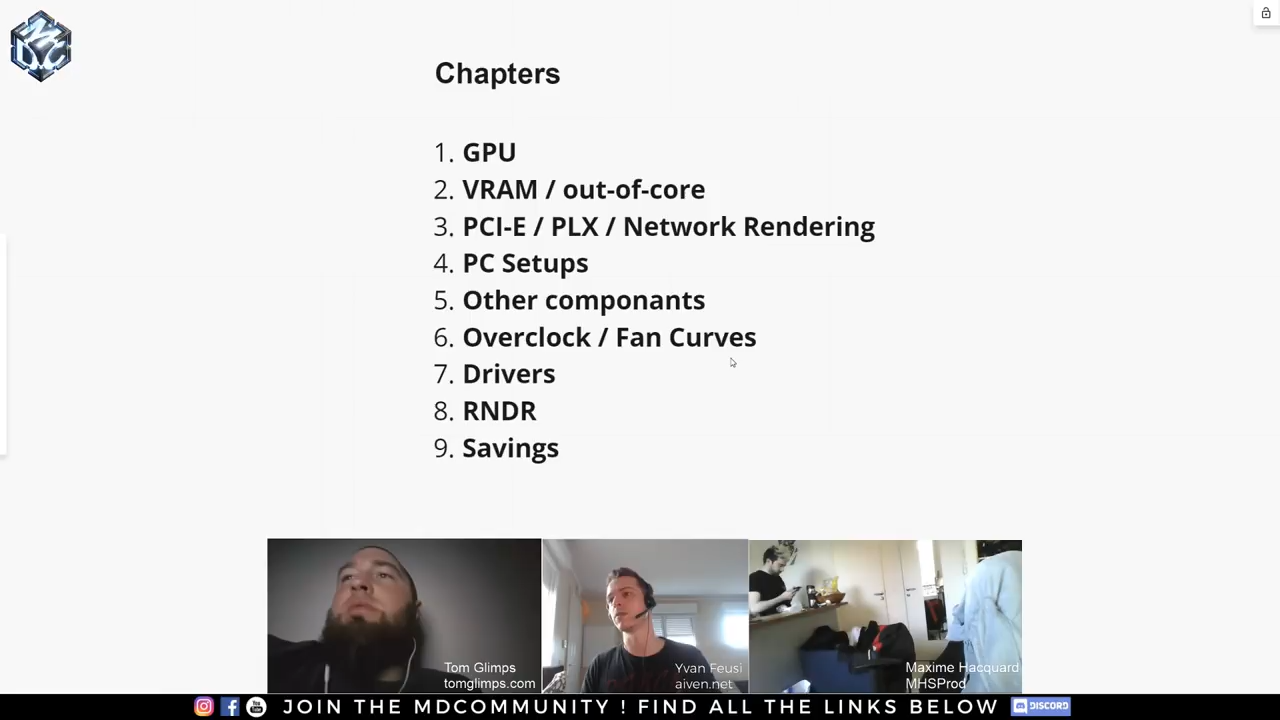 Chapters
1. GPU
2. VRAM / out-of-core
3. PCI-E / PLX / Network Rendering
4. PC Setups
5. Other componants
6. Overclock / Fan Curves
7. Drivers
8. RNDR
9. Savings
Tom Glimps
tomglimps.com
Yvan Feusi
aiven.net
Maxime Hacquard
MHSProd
JOIN THE MDCOMMUNITY ! FIND ALL THE LINKS BELOW
DISCORD